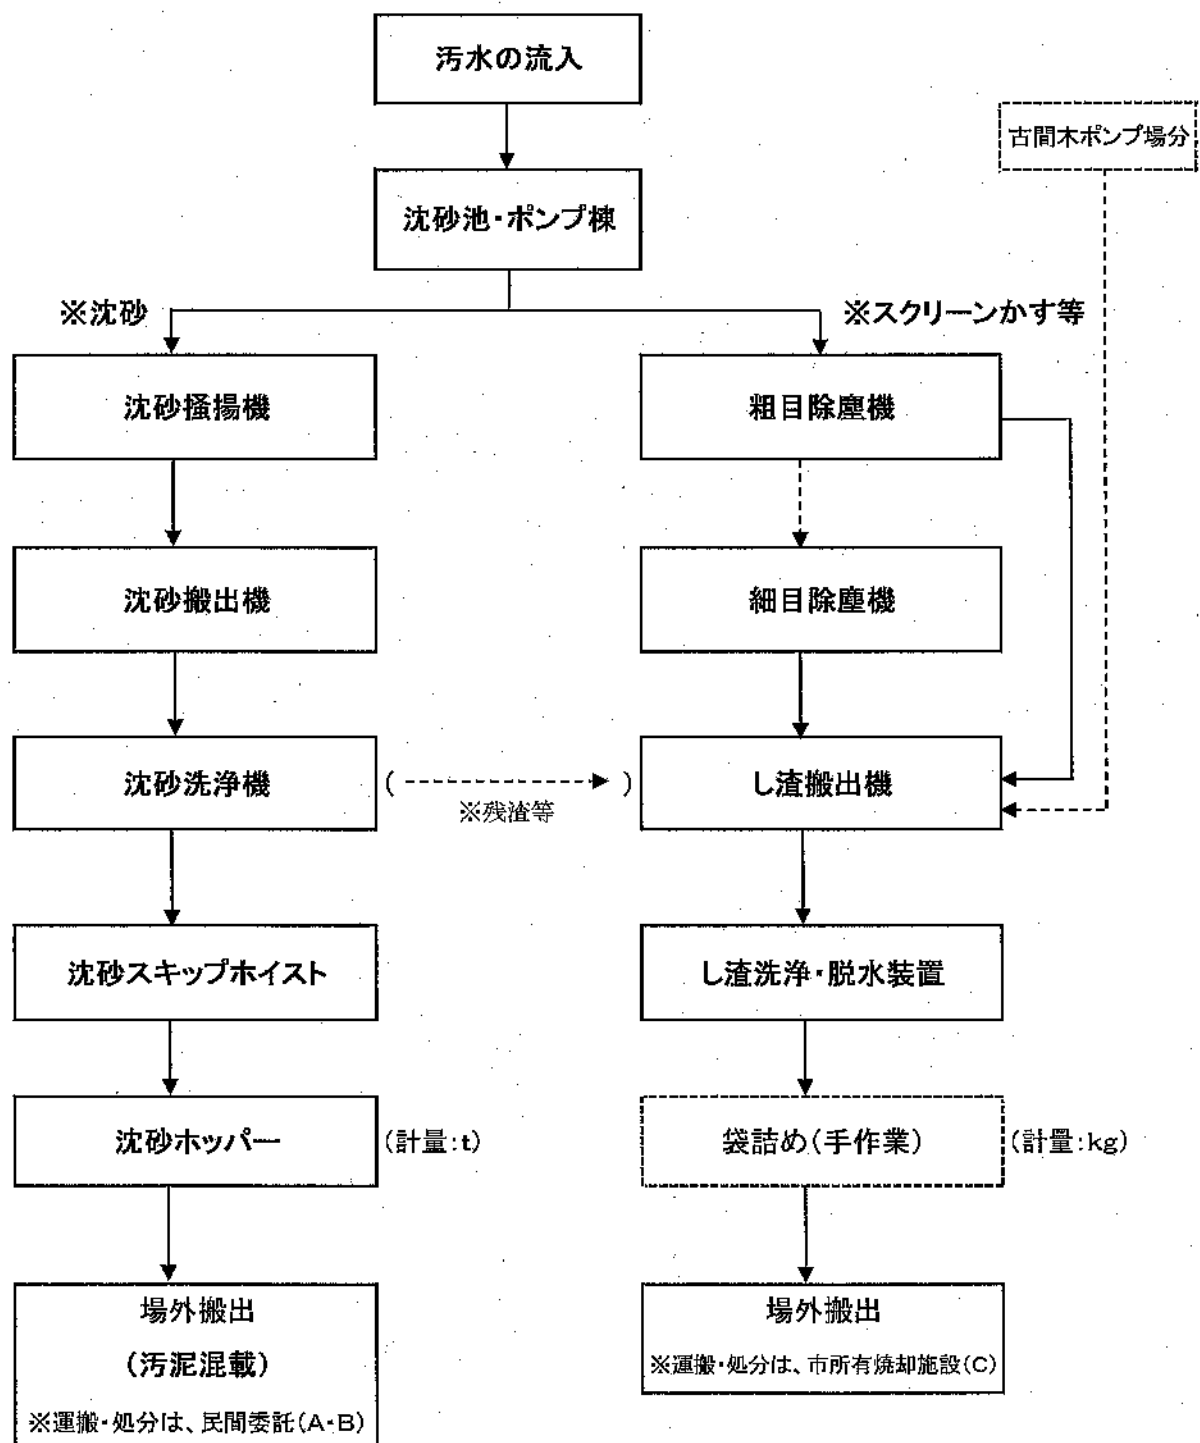 汚水の流入
古間木ポンプ場分
沈砂池・ポンプ棟
※沈砂
※スクリーンかす等
沈砂掻揚機
粗目除塵機
沈砂搬出機
細目除塵機
沈砂洗浄機
( )
※残渣等
し渣搬出機
沈砂スキップホイスト
し渣洗浄・脱水装置
沈砂ホッパー
(計量:t)
袋詰め(手作業)
(計量:kg)
場外搬出
(汚泥混載)
※運搬・処分は、民間委託(A・B)
場外搬出
※運搬・処分は、市所有焼却施設(C)